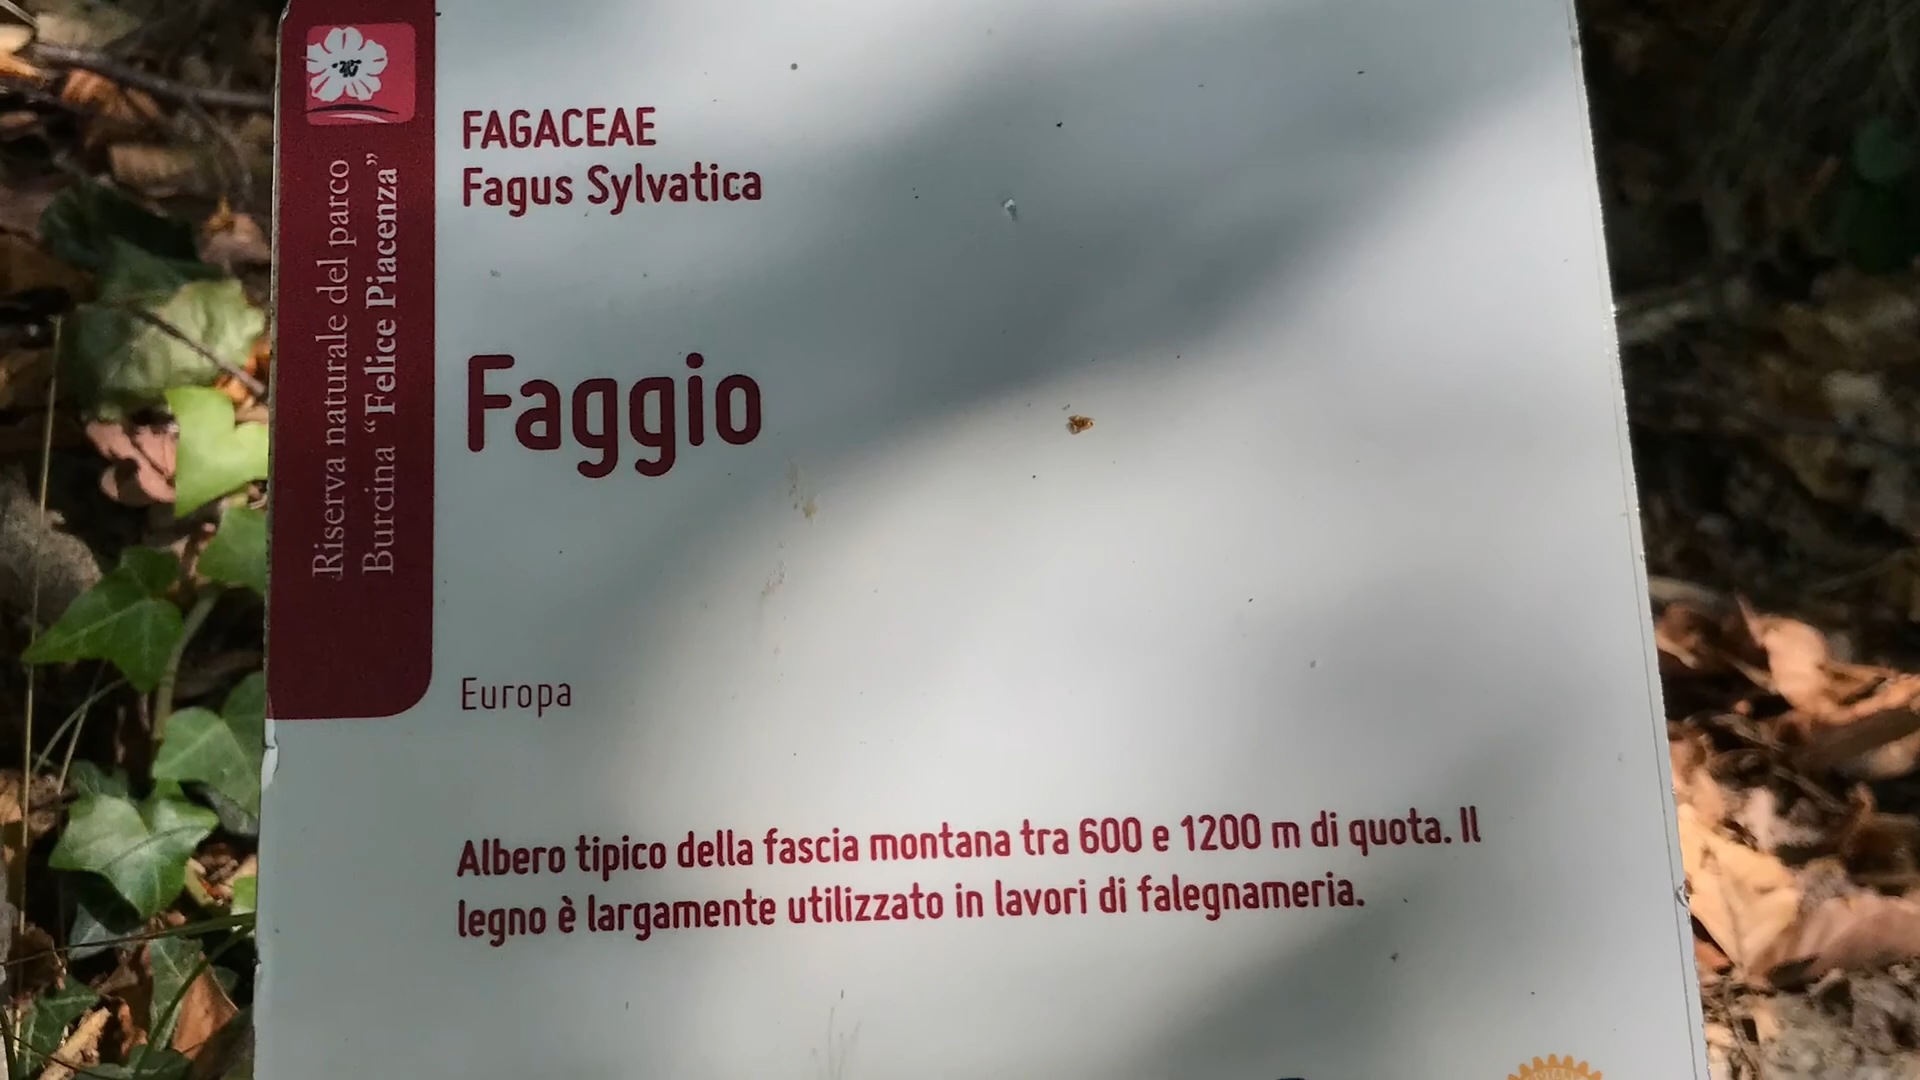 Riserva naturale del parco
Burcina “Felice Piacenza”
FAGACEAE
Fagus Sylvatica
Faggio
Europa
Albero tipico della fascia montana tra 600 e 1200 m di quota. Il
legno è largamente utilizzato in lavori di falegnameria.